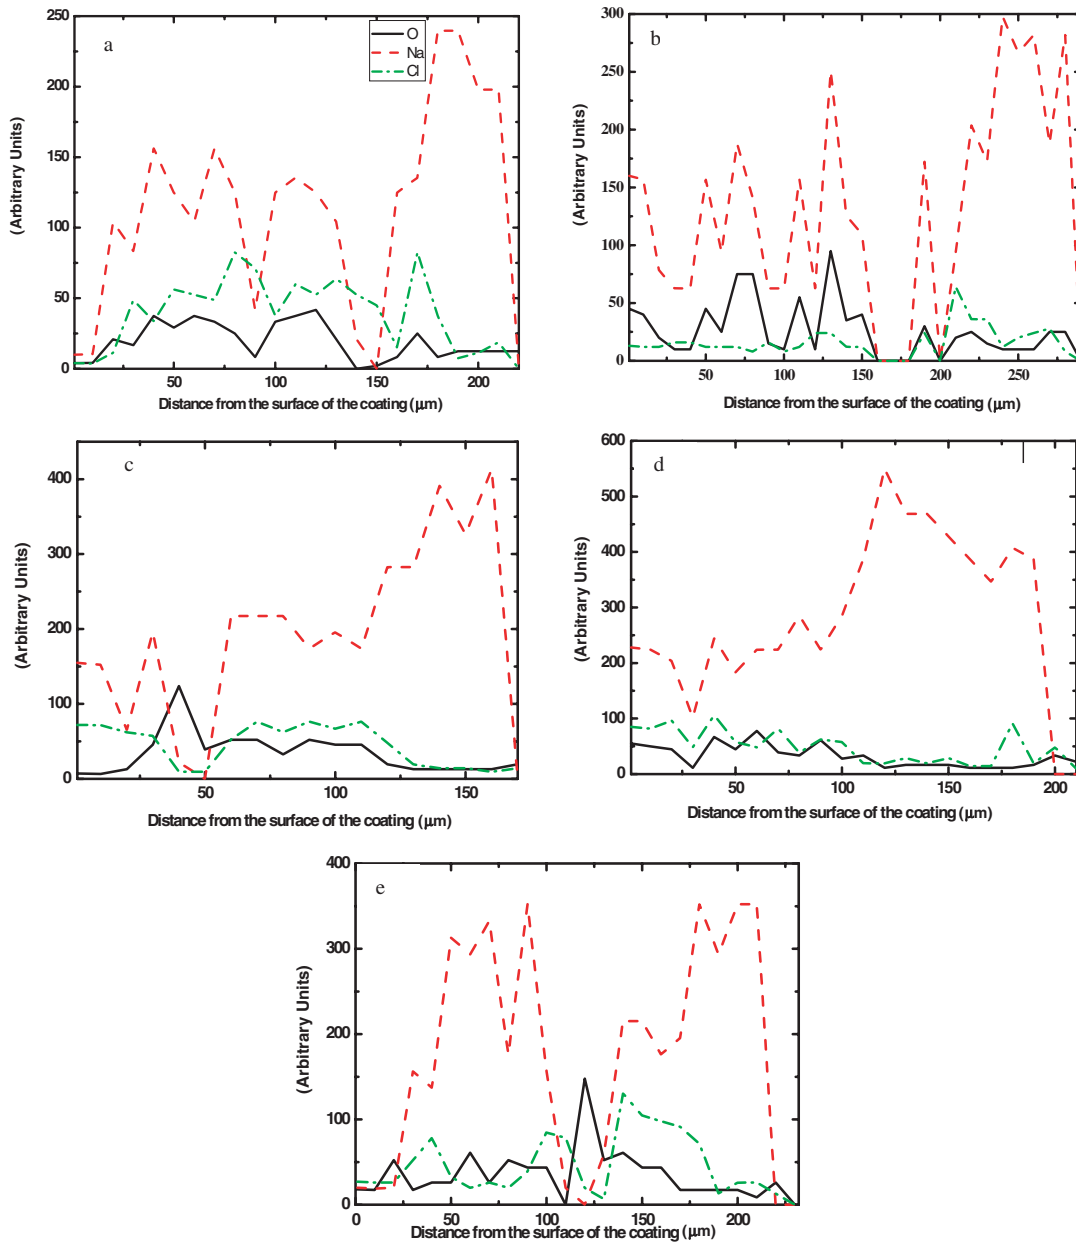 a
O
Na
Cl
250
200
150
100
50
0
50
100
150
200
(Arbitrary Units)
Distance from the surface of the coating (μm)
b
300
250
200
150
100
50
0
50
100
150
200
250
(Arbitrary Units)
Distance from the surface of the coating (μm)
c
400
300
200
100
0
50
100
150
(Arbitrary Units)
Distance from the surface of the coating (μm)
d
600
500
400
300
200
100
0
50
100
150
200
(Arbitrary Units)
Distance from the surface of the coating (μm)
e
400
300
200
100
0
0
50
100
150
200
(Arbitrary Units)
Distance from the surface of the coating (μm)